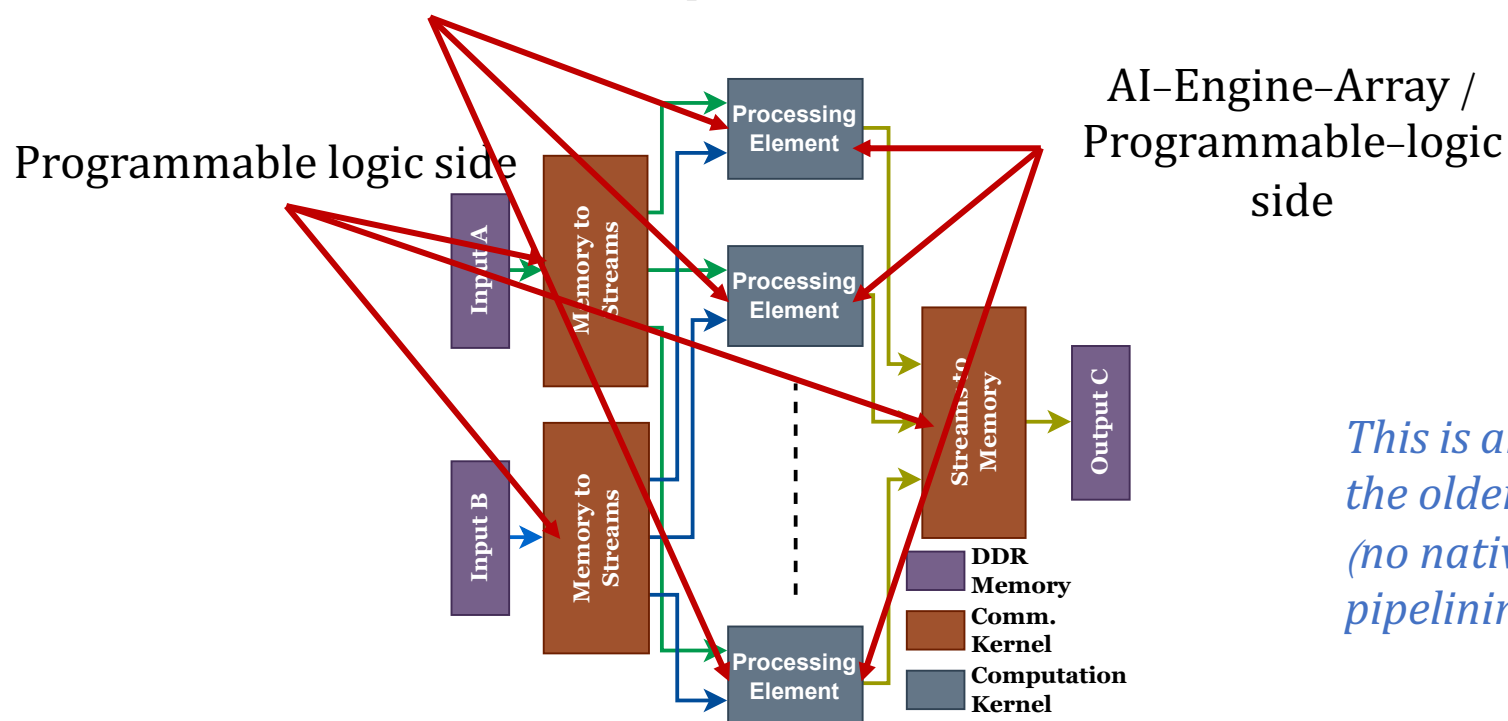 AI–Engine–Array /
Programmable–logic
side
Programmable logic side
Input A
Memory to
Streams
Input B
Memory to
Streams
Processing
Element
Processing
Element
Processing
Element
Streams to
Memory
Output C
DDR
Memory
Comm.
Kernel
Computation
Kernel
This is
the older
(no